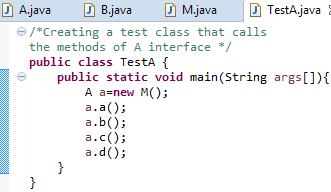 A.java B.java M.java TestA.java
/*Creating a test class that calls
the methods of A interface */
public class TestA {
public static void main(String args[]){
A a=new M();
a.a();
a.b();
a.c();
a.d();
}
}